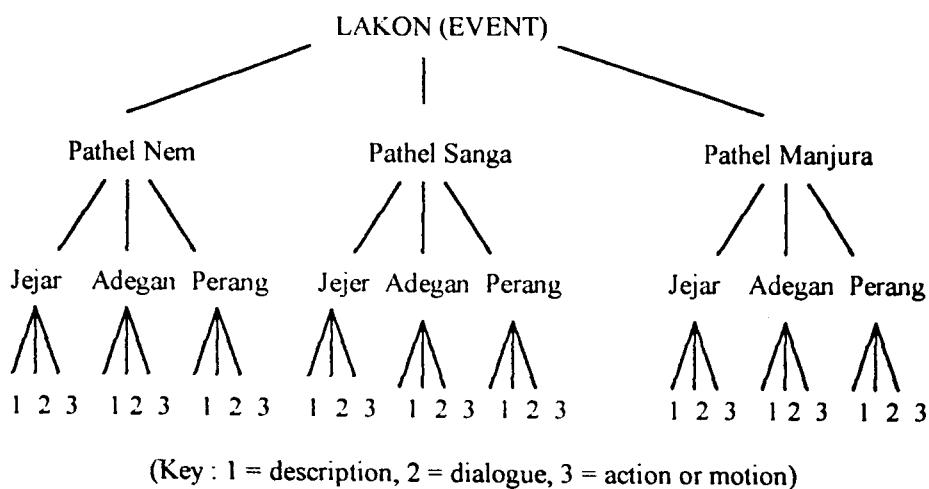 LAKON (EVENT)
Pathel Nem Pathel Sanga Pathel Manjura
Jejar Adegan Perang Jejer Adegan Perang Jejar Adegan Perang
1 2 3 1 2 3 1 2 3 1 2 3 1 2 3 1 2 3 1 2 3 1 2 3 1 2 3
(Key : 1 = description, 2 = dialogue, 3 = action or motion)